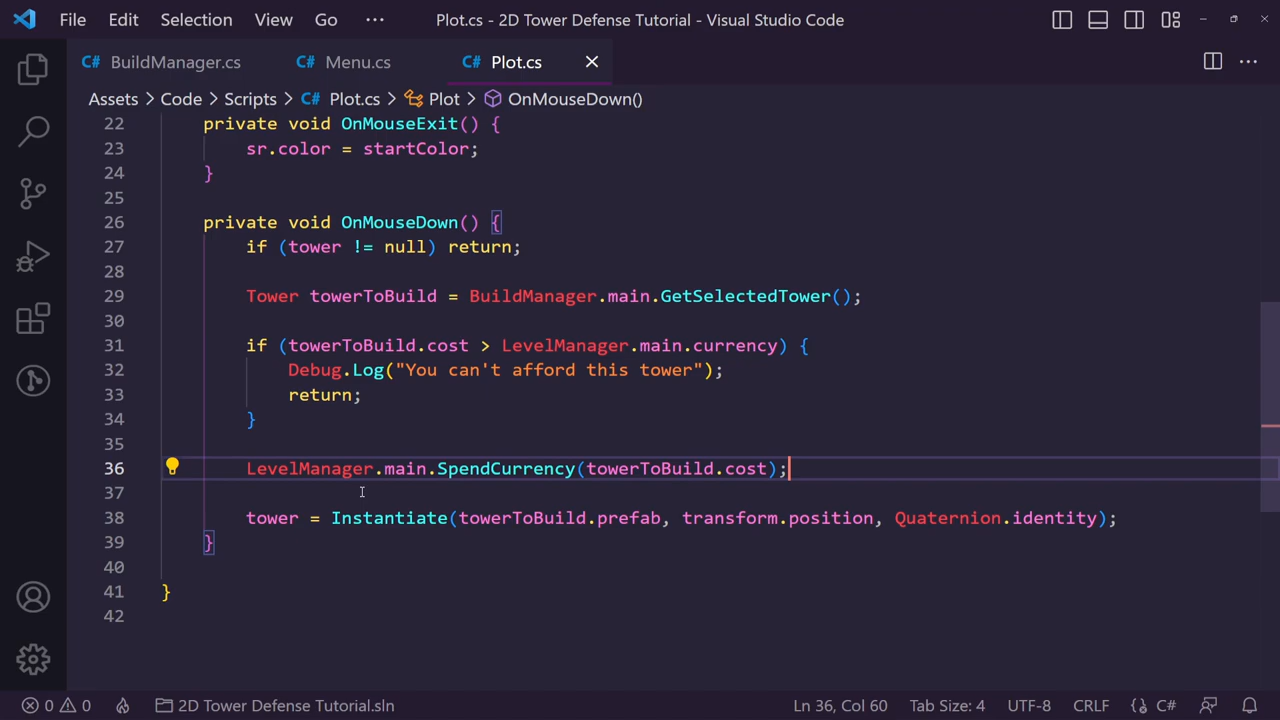 File Edit Selection View Go ··· Plot.cs - 2D Tower Defense Tutorial - Visual Studio Code
C# BuildManager.cs C# Menu.cs C# Plot.cs
Assets > Code > Scripts > C# Plot.cs > Plot > OnMouseDown()
22 private void OnMouseExit() {
23 sr.color = startColor;
24 }
25
26 private void OnMouseDown() {
27 if (tower != null) return;
28
29 Tower towerToBuild = BuildManager.main.GetSelectedTower();
30
31 if (towerToBuild.cost > LevelManager.main.currency) {
32 Debug.Log("You can't afford this tower");
33 return;
34 }
35
36 LevelManager.main.SpendCurrency(towerToBuild.cost);
37
38 tower = Instantiate(towerToBuild.prefab, transform.position, Quaternion.identity);
39 }
40
41 }
42
0 0 2D Tower Defense Tutorial.sln Ln 36, Col 60 Tab Size: 4 UTF-8 CRLF C#